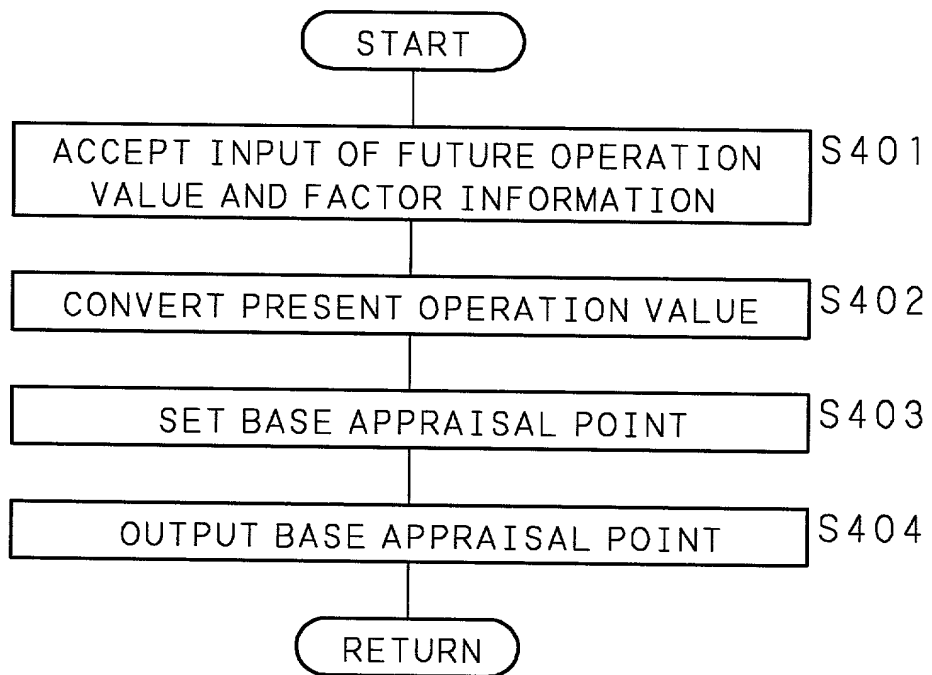 START
ACCEPT INPUT OF FUTURE OPERATION
VALUE AND FACTOR INFORMATION
S401
CONVERT PRESENT OPERATION VALUE
S402
SET BASE APPRAISAL POINT
S403
OUTPUT BASE APPRAISAL POINT
S404
RETURN